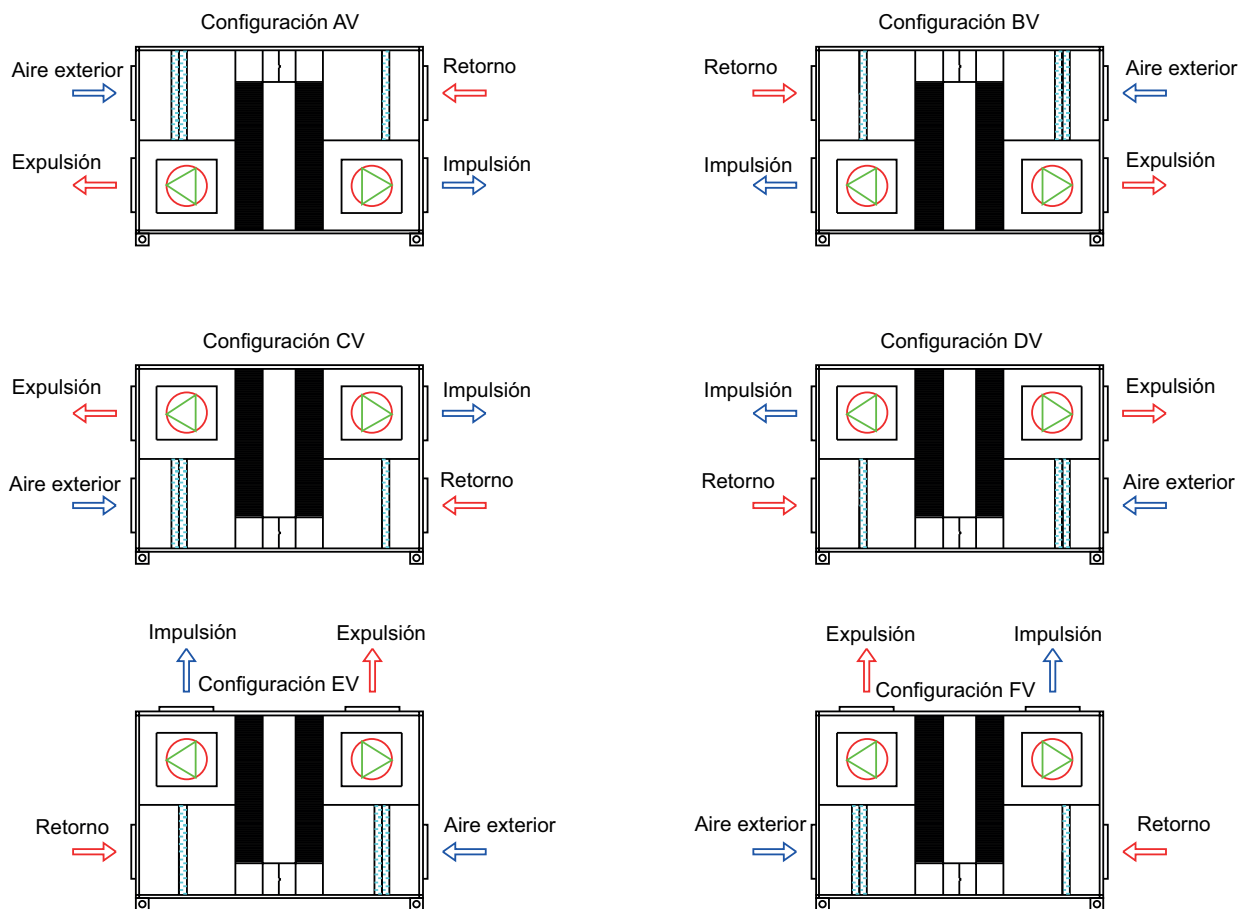 Configuración AV
Aire exterior
Retorno
Expulsión
Impulsión
Configuración BV
Retorno
Aire exterior
Impulsión
Expulsión
Configuración CV
Expulsión
Impulsión
Aire exterior
Retorno
Configuración DV
Impulsión
Expulsión
Retorno
Aire exterior
Impulsión
Expulsión
Configuración EV
Retorno
Aire exterior
Expulsión
Impulsión
Configuración FV
Aire exterior
Retorno